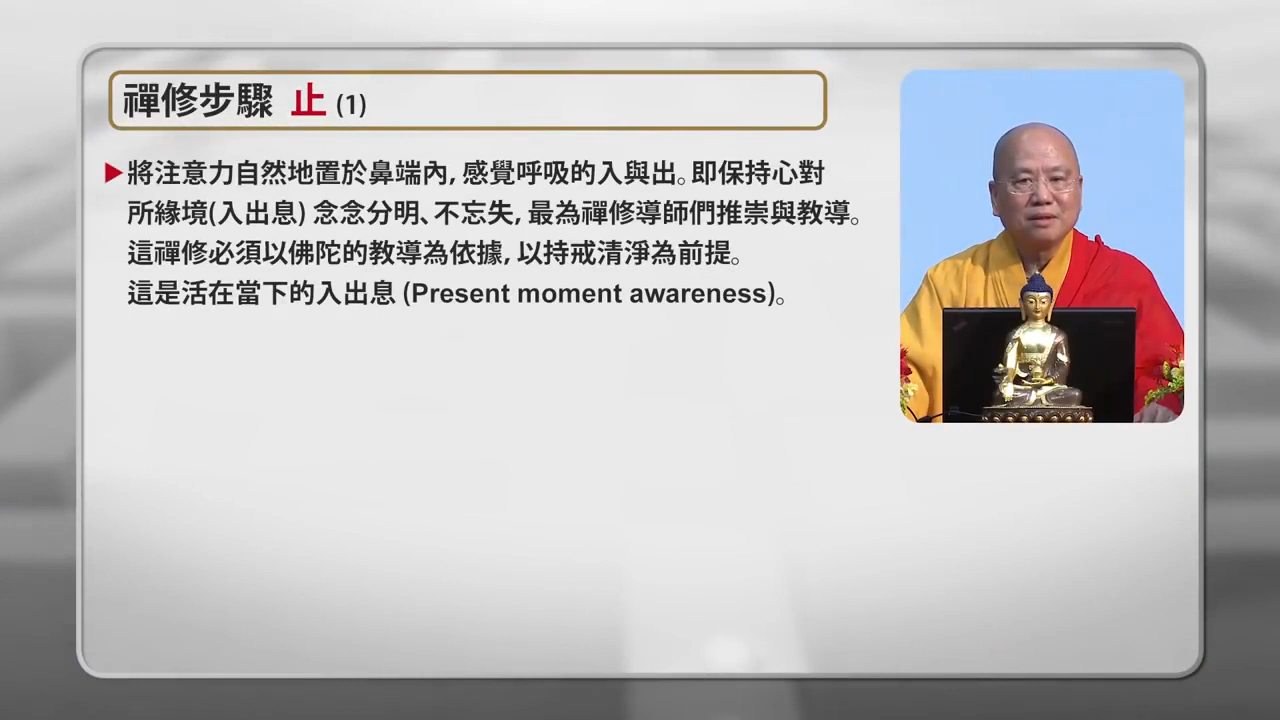 禪修步驟 止 (1)
▶將注意力自然地置於鼻端內, 感覺呼吸的入與出。即保持心對
所緣境(入出息) 念念分明、不忘失, 最為禪修導師們推崇與教導。
這禪修必須以佛陀的教導為依據, 以持戒清淨為前提。
這是活在當下的入出息 (Present moment awareness)。